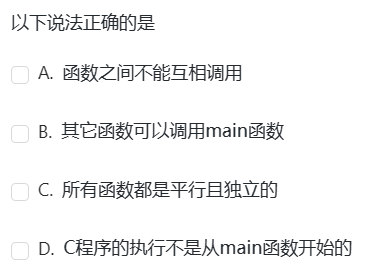 以下说法正确的是
A. 函数之间不能互相调用
B. 其它函数可以调用main函数
C. 所有函数都是平行且独立的
D. C程序的执行不是从main函数开始的